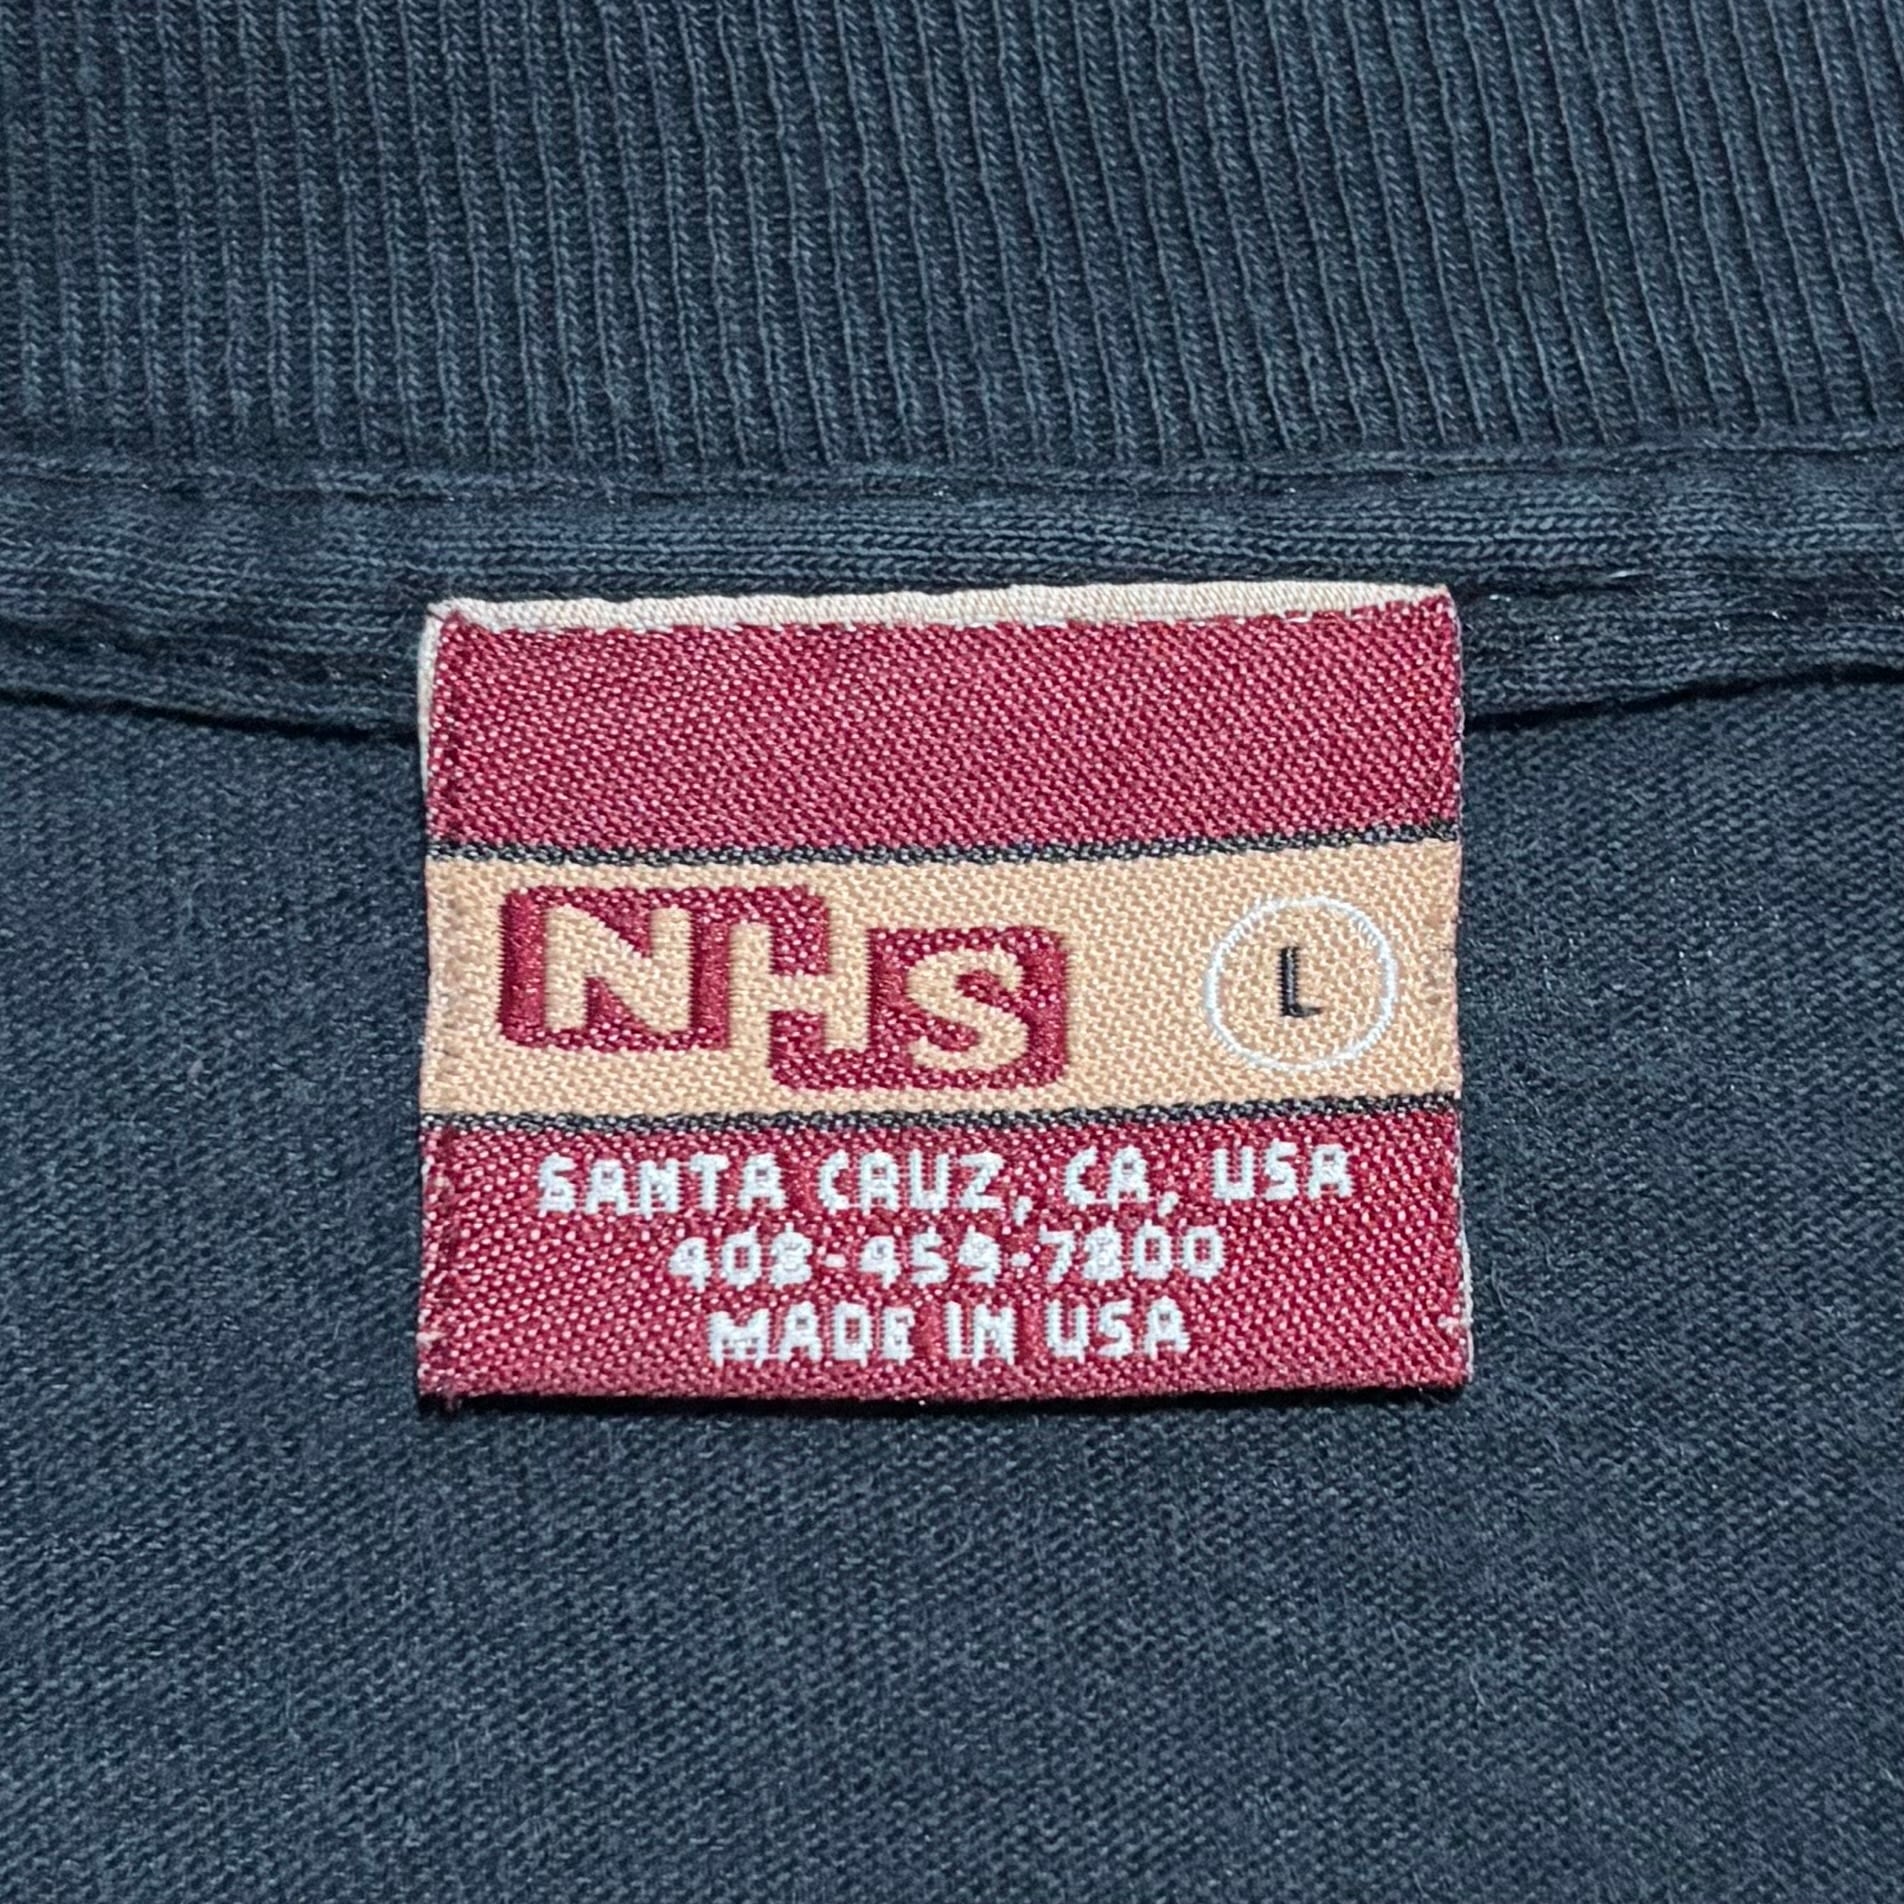 NHS L
SANTA CRUZ, CA, USA
408-459-7800
MADE IN USA